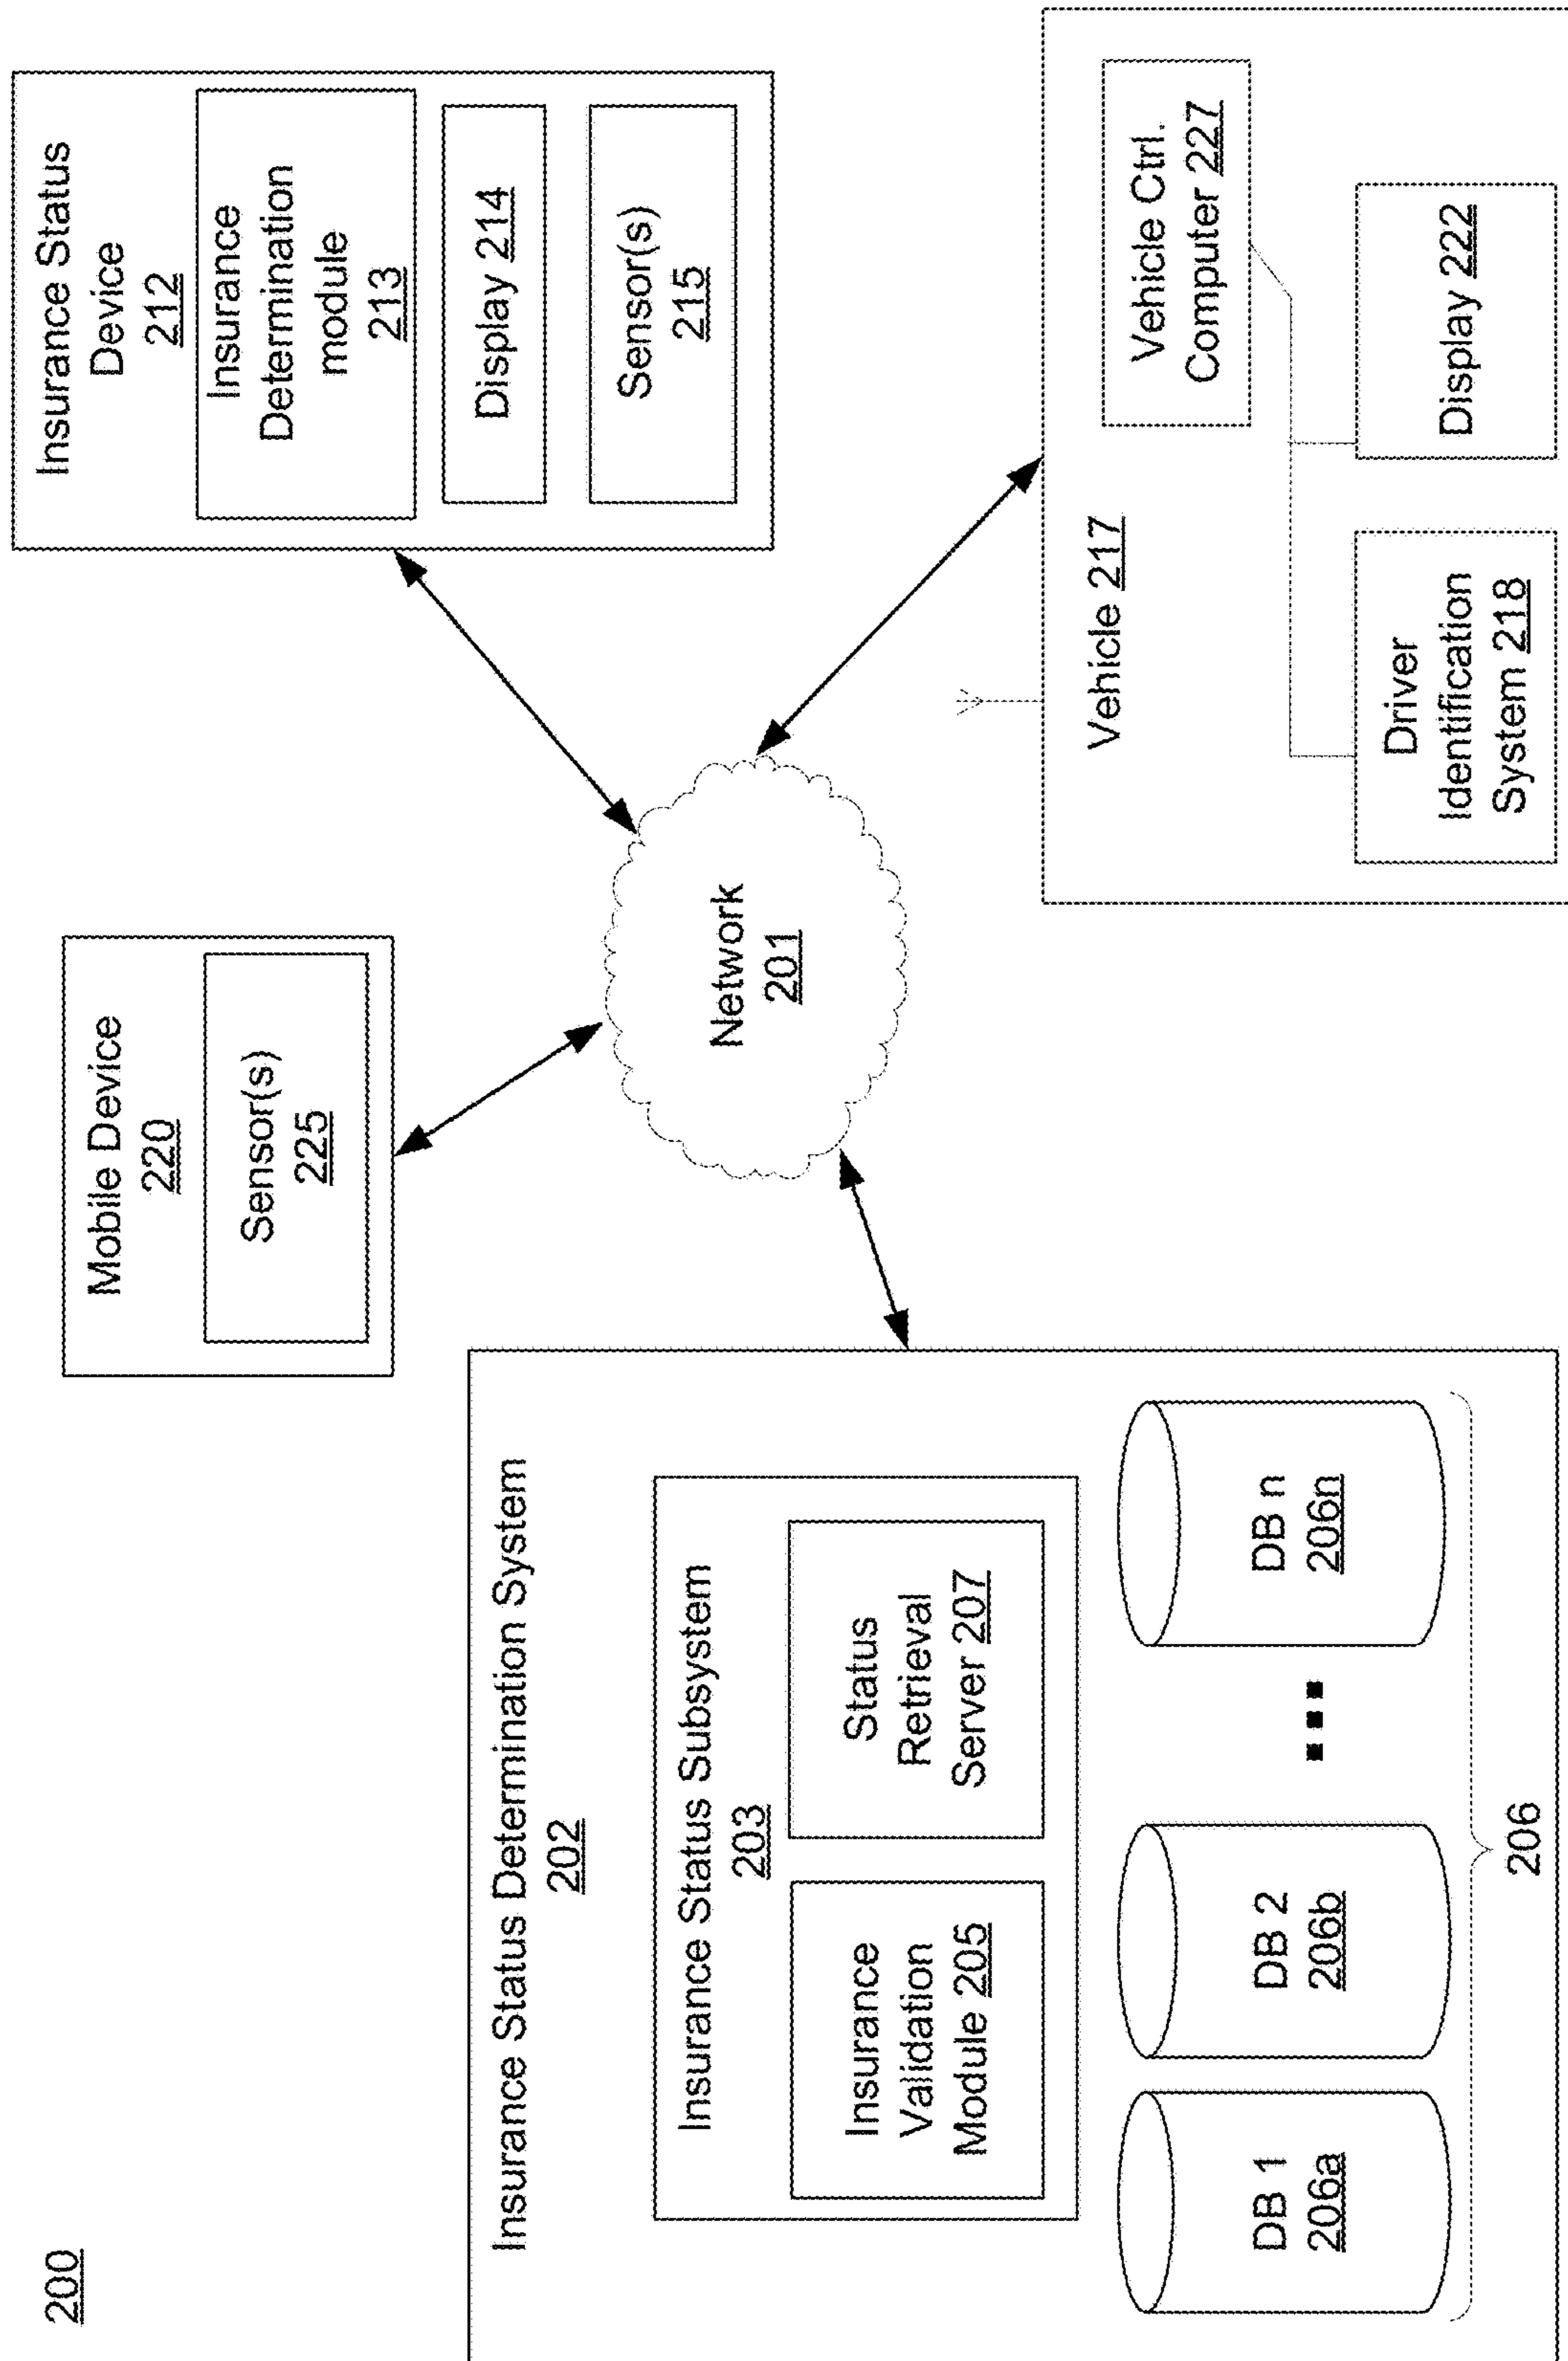 200
Insurance Status Determination System
202
Insurance Status Subsystem
203
Insurance
Validation
Module 205
Status
Retrieval
Server 207
DB 1
206a
DB 2
206b
DB n
206n
206
Mobile Device
220
Sensor(s)
225
Network
201
Insurance Status
Device
212
Insurance
Determination
module
213
Display 214
Sensor(s)
215
Vehicle 217
Vehicle Ctrl.
Computer 227
Driver
Identification
System 218
Display 222